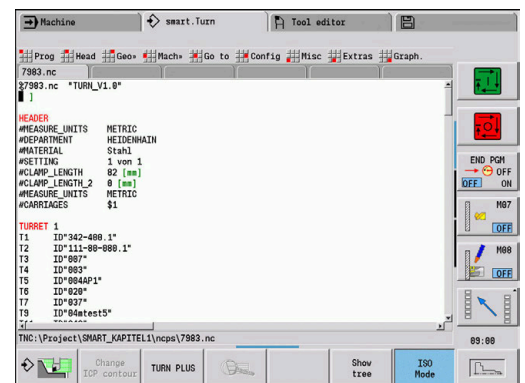 Machine smart.Turn Tool editor
Prog Head Geo» Mach» Go to Config Misc Extras Graph.
7983.nc
%7983.nc "TURN_V1.0"
[ ]
HEADER
#MEASURE_UNITS METRIC
#DEPARTMENT HEIDENHAIN
#MATERIAL Stahl
#SETTING 1 von 1
#CLAMP_LENGTH 82 [mm]
#CLAMP_LENGTH_2 0 [mm]
#MEASURE_UNITS METRIC
#CARRIAGES $1
TURRET 1
T1 ID"342-400.1"
T2 ID"111-80-080.1"
T3 ID"007"
T4 ID"003"
T5 ID"004AP1"
T6 ID"020"
T7 ID"037"
T9 ID"04mtest5"
TNC:\Project\SMART_KAPITEL1\ncps\7983.nc
END PGM
OFF
OFF ON
M07
OFF
M08
OFF
09:00
Change ICP contour
TURN PLUS
Show tree
ISO Mode